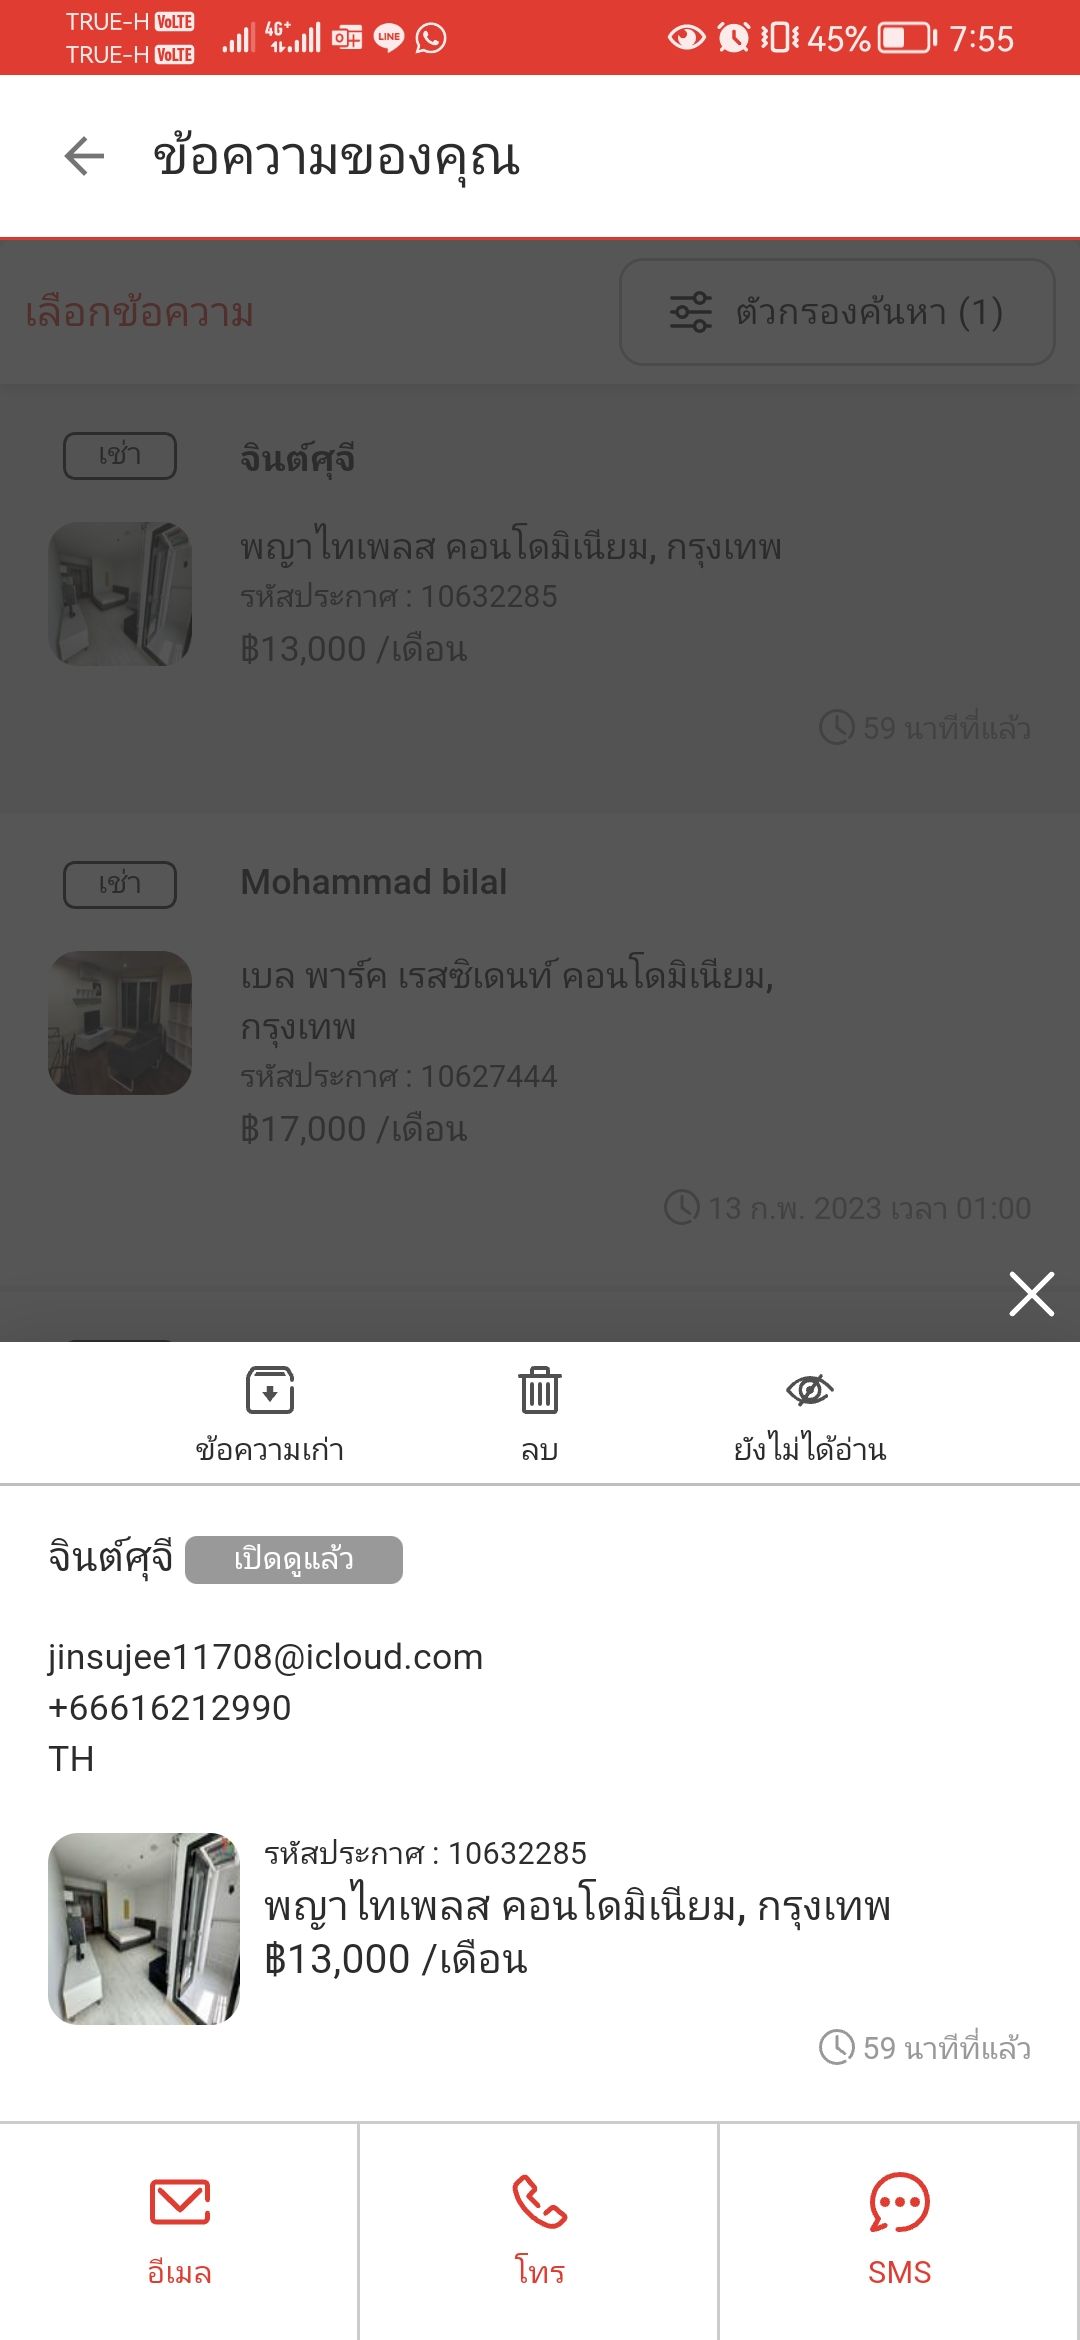 TRUE-H VoLTE
TRUE-H VoLTE
4G+
LINE
45%
7:55
ข้อความของคุณ
เลือกข้อความ
ตัวกรองค้นหา (1)
เช่า
จินต์ศุจี
พญาไทเพลส คอนโดมิเนียม, กรุงเทพ
รหัสประกาศ : 10632285
฿13,000 /เดือน
59 นาทีที่แล้ว
เช่า
Mohammad bilal
เบล พาร์ค เรสซิเดนท์ คอนโดมิเนียม,
กรุงเทพ
รหัสประกาศ : 10627444
฿17,000 /เดือน
13 ก.พ. 2023 เวลา 01:00
ข้อความเก่า
ลบ
ยังไม่ได้อ่าน
จินต์ศุจี
เปิดดูแล้ว
jinsujee11708@icloud.com
+66616212990
TH
รหัสประกาศ : 10632285
พญาไทเพลส คอนโดมิเนียม, กรุงเทพ
฿13,000 /เดือน
59 นาทีที่แล้ว
อีเมล
โทร
SMS